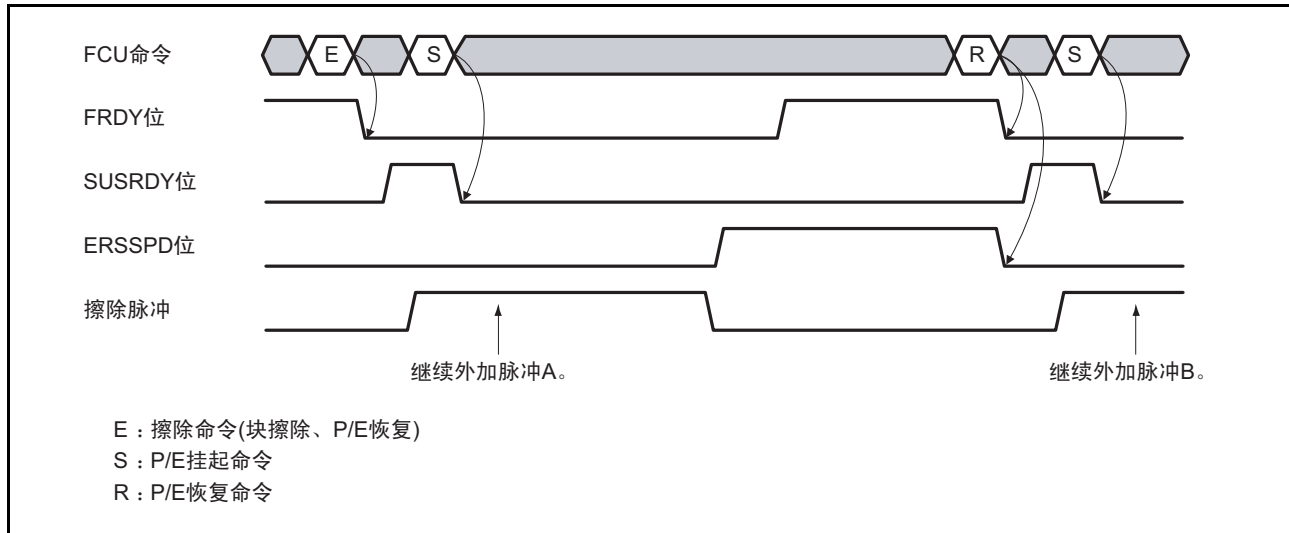 FCU命令
E
S
R
S
FRDY位
SUSRDY位
ERSSPD位
擦除脉冲
继续外加脉冲A。
继续外加脉冲B。
E：擦除命令(块擦除、P/E恢复)
S：P/E挂起命令
R：P/E恢复命令